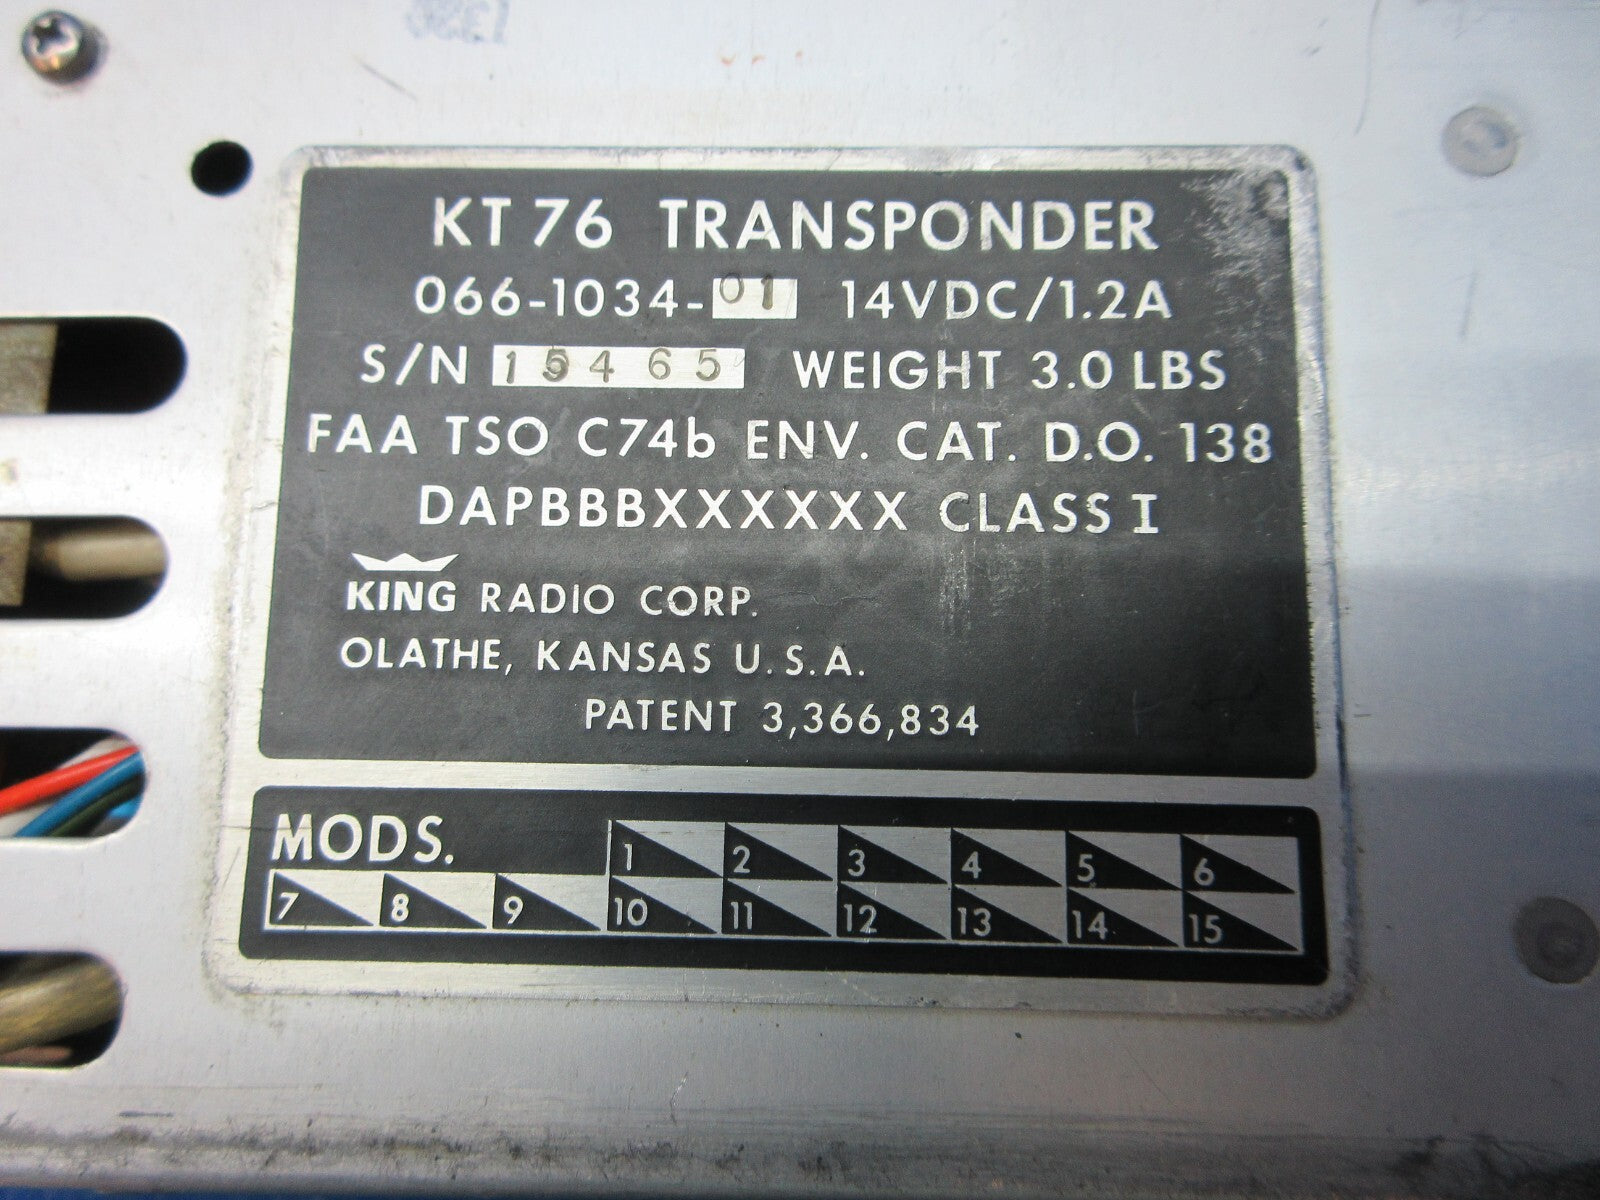 KT 76 TRANSPONDER
066-1034-01 14VDC/1.2A
S/N 15465 WEIGHT 3.0 LBS
FAA TSO C74b ENV. CAT. D.O. 138
DAPBBBXXXXXX CLASS I
KING RADIO CORP.
OLATHE, KANSAS U.S.A.
PATENT 3,366,834
MODS.
1 2 3 4 5 6
7 8 9 10 11 12 13 14 15